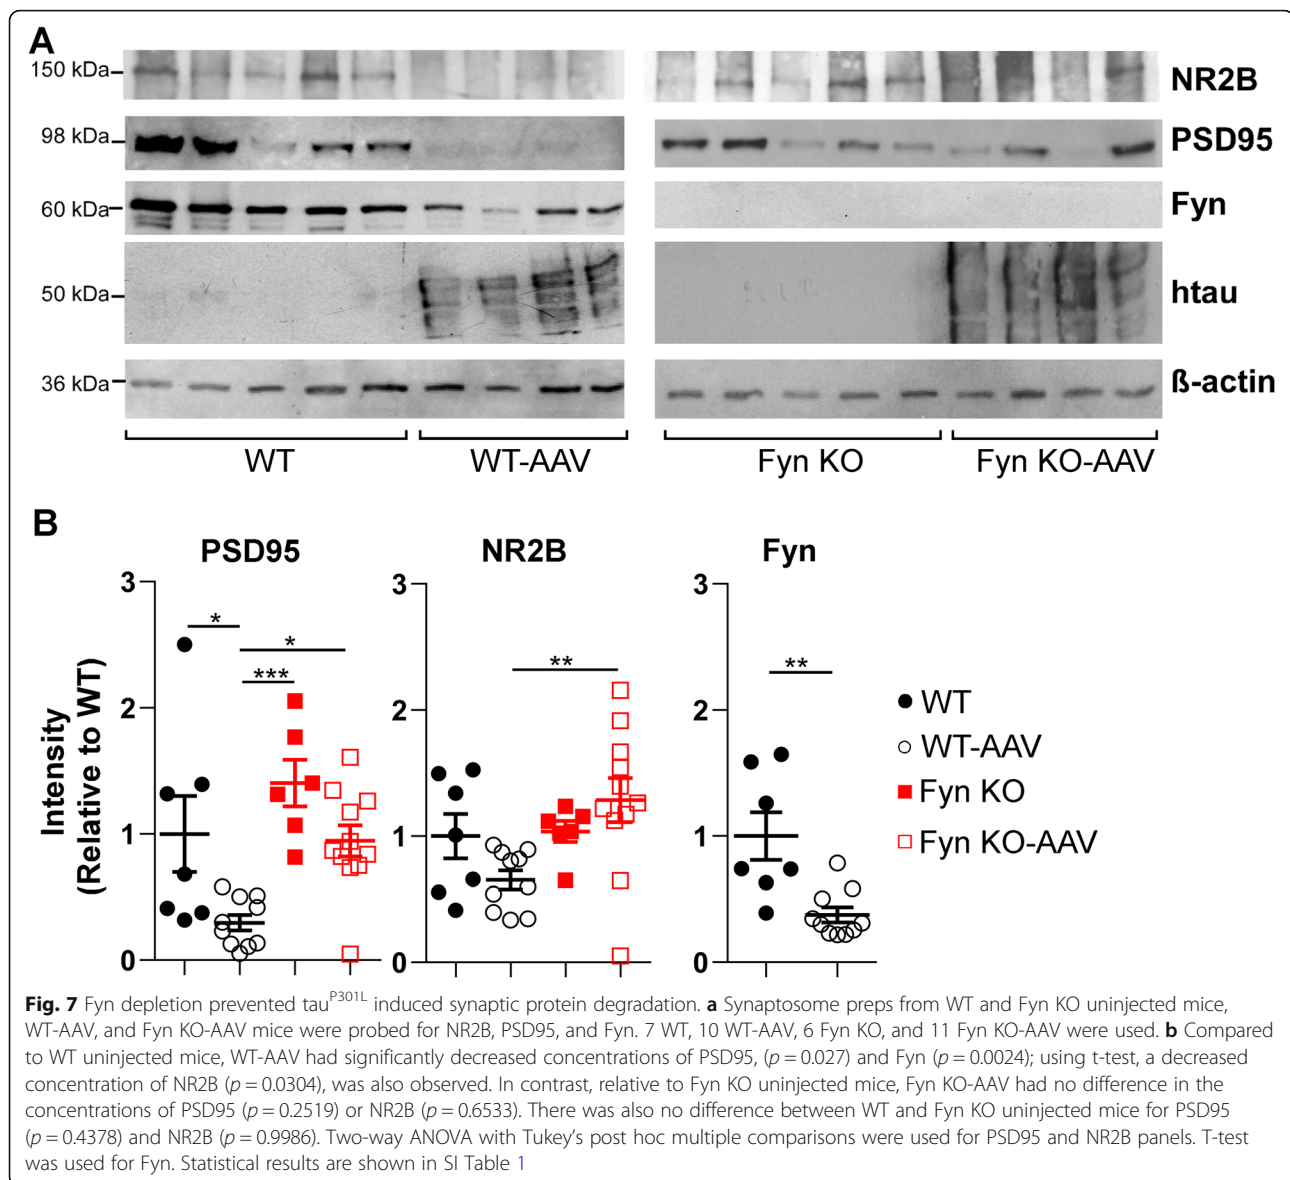 A
150 kDa
NR2B
98 kDa
PSD95
60 kDa
Fyn
50 kDa
htau
36 kDa
ß-actin
WT
WT-AAV
Fyn KO
Fyn KO-AAV
B
PSD95
NR2B
Fyn
Intensity
(Relative to WT)
3
2
1
0
*
*
***
3
2
1
0
**
3
2
1
0
**
WT
WT-AAV
Fyn KO
Fyn KO-AAV
Fig. 7 Fyn depletion prevented tau^P301L induced synaptic protein degradation. a Synaptosome preps from WT and Fyn KO uninjected mice,
WT-AAV, and Fyn KO-AAV mice were probed for NR2B, PSD95, and Fyn. 7 WT, 10 WT-AAV, 6 Fyn KO, and 11 Fyn KO-AAV were used. b Compared
to WT uninjected mice, WT-AAV had significantly decreased concentrations of PSD95, (p = 0.027) and Fyn (p = 0.0024); using t-test, a decreased
concentration of NR2B (p = 0.0304), was also observed. In contrast, relative to Fyn KO uninjected mice, Fyn KO-AAV had no difference in the
concentrations of PSD95 (p = 0.2519) or NR2B (p = 0.6533). There was also no difference between WT and Fyn KO uninjected mice for PSD95
(p = 0.4378) and NR2B (p = 0.9986). Two-way ANOVA with Tukey's post hoc multiple comparisons were used for PSD95 and NR2B panels. T-test
was used for Fyn. Statistical results are shown in SI Table 1